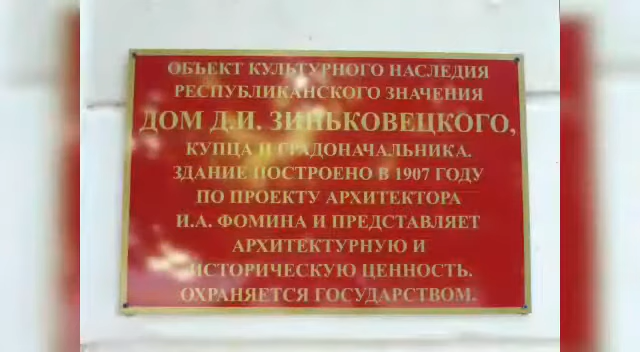 ОБЪЕКТ КУЛЬТУРНОГО НАСЛЕДИЯ
РЕСПУБЛИКАНСКОГО ЗНАЧЕНИЯ
ДОМ Д.И. ЗИНЬКОВЕЦКОГО,
КУПЦА И ГРАДОНАЧАЛЬНИКА.
ЗДАНИЕ ПОСТРОЕНО В 1907 ГОДУ
ПО ПРОЕКТУ АРХИТЕКТОРА
И.А. ФОМИНА И ПРЕДСТАВЛЯЕТ
АРХИТЕКТУРНУЮ И
ИСТОРИЧЕСКУЮ ЦЕННОСТЬ.
ОХРАНЯЕТСЯ ГОСУДАРСТВОМ.